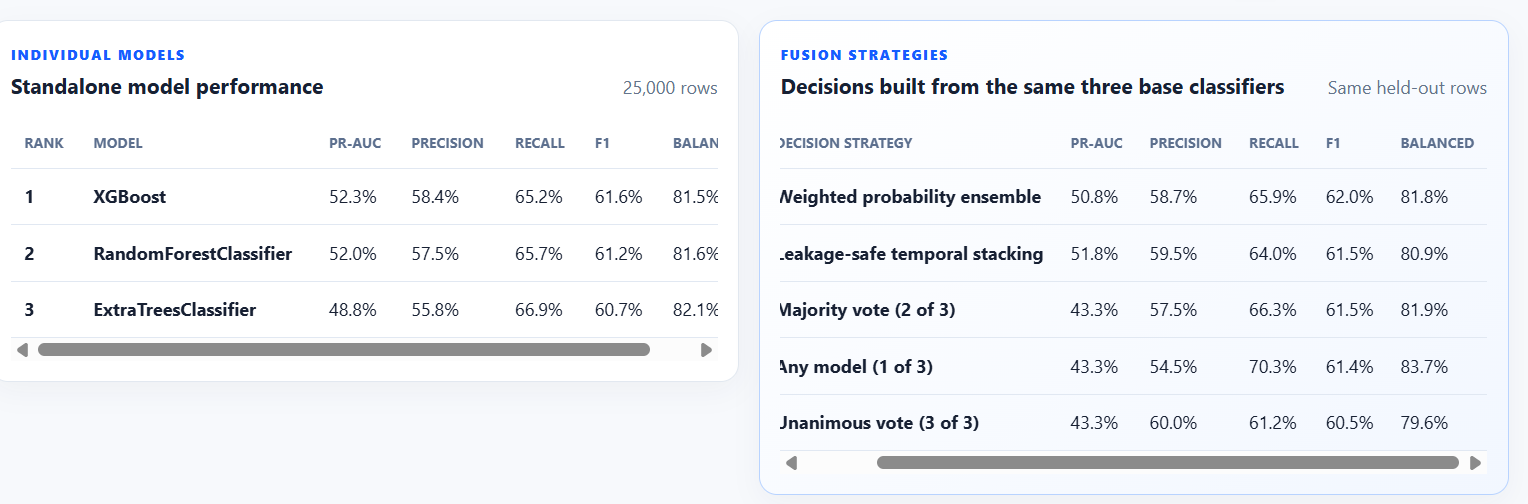 INDIVIDUAL MODELS
Standalone model performance 25,000 rows
RANK MODEL PR-AUC PRECISION RECALL F1 BALAN
1 XGBoost 52.3% 58.4% 65.2% 61.6% 81.5%
2 RandomForestClassifier 52.0% 57.5% 65.7% 61.2% 81.6%
3 ExtraTreesClassifier 48.8% 55.8% 66.9% 60.7% 82.1%
FUSION STRATEGIES
Decisions built from the same three base classifiers Same held-out rows
DECISION STRATEGY PR-AUC PRECISION RECALL F1 BALANCED
Weighted probability ensemble 50.8% 58.7% 65.9% 62.0% 81.8%
Leakage-safe temporal stacking 51.8% 59.5% 64.0% 61.5% 80.9%
Majority vote (2 of 3) 43.3% 57.5% 66.3% 61.5% 81.9%
Any model (1 of 3) 43.3% 54.5% 70.3% 61.4% 83.7%
Unanimous vote (3 of 3) 43.3% 60.0% 61.2% 60.5% 79.6%